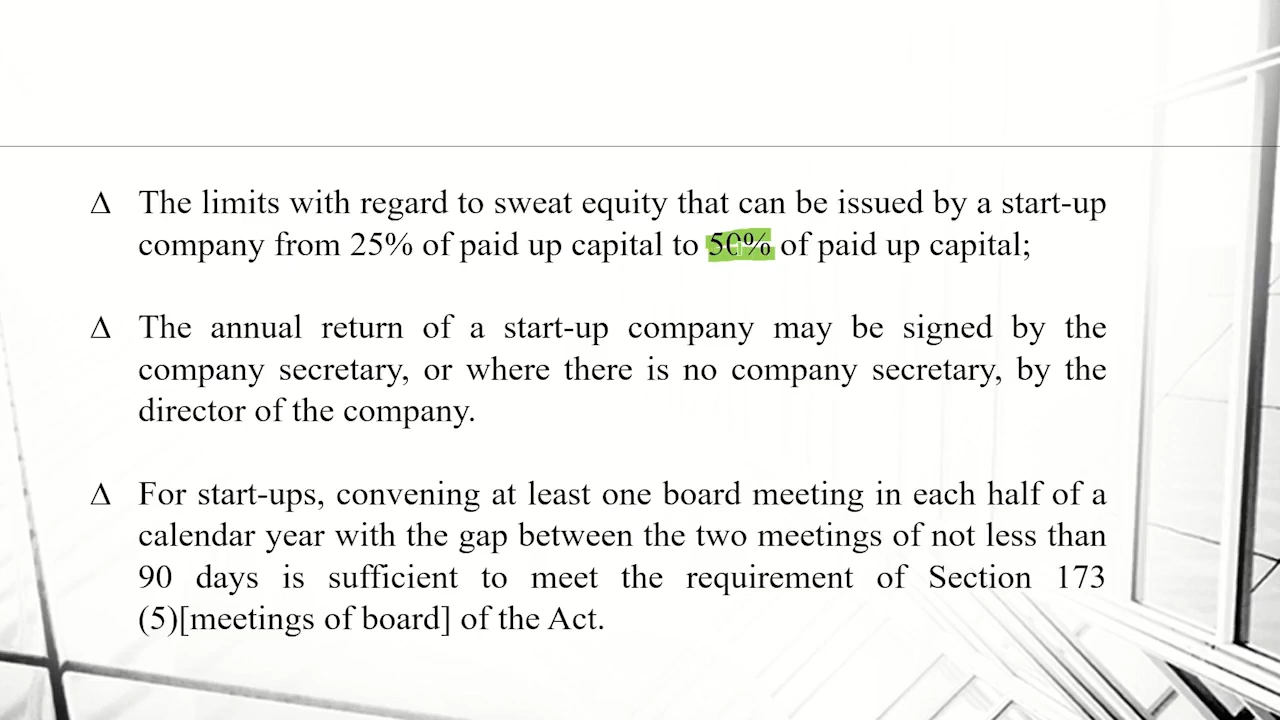 Δ The limits with regard to sweat equity that can be issued by a start-up
company from 25% of paid up capital to 50% of paid up capital;
Δ The annual return of a start-up company may be signed by the
company secretary, or where there is no company secretary, by the
director of the company.
Δ For start-ups, convening at least one board meeting in each half of a
calendar year with the gap between the two meetings of not less than
90 days is sufficient to meet the requirement of Section 173
(5)[meetings of board] of the Act.